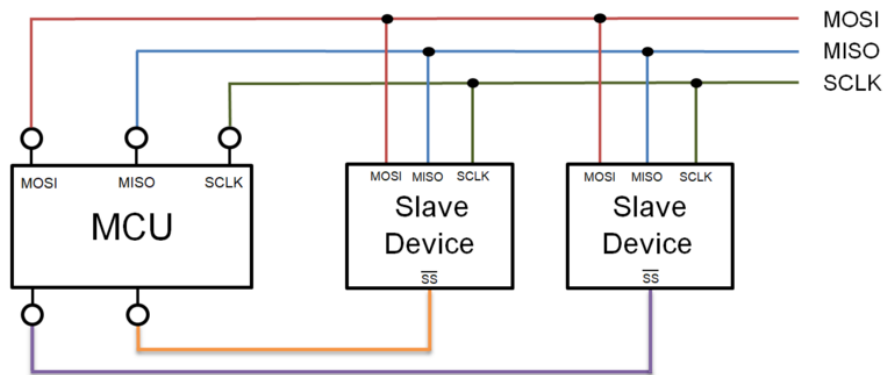 MOSI
MISO
SCLK
MOSI MISO SCLK
MCU
MOSI MISO SCLK
Slave
Device
SS
MOSI MISO SCLK
Slave
Device
SS